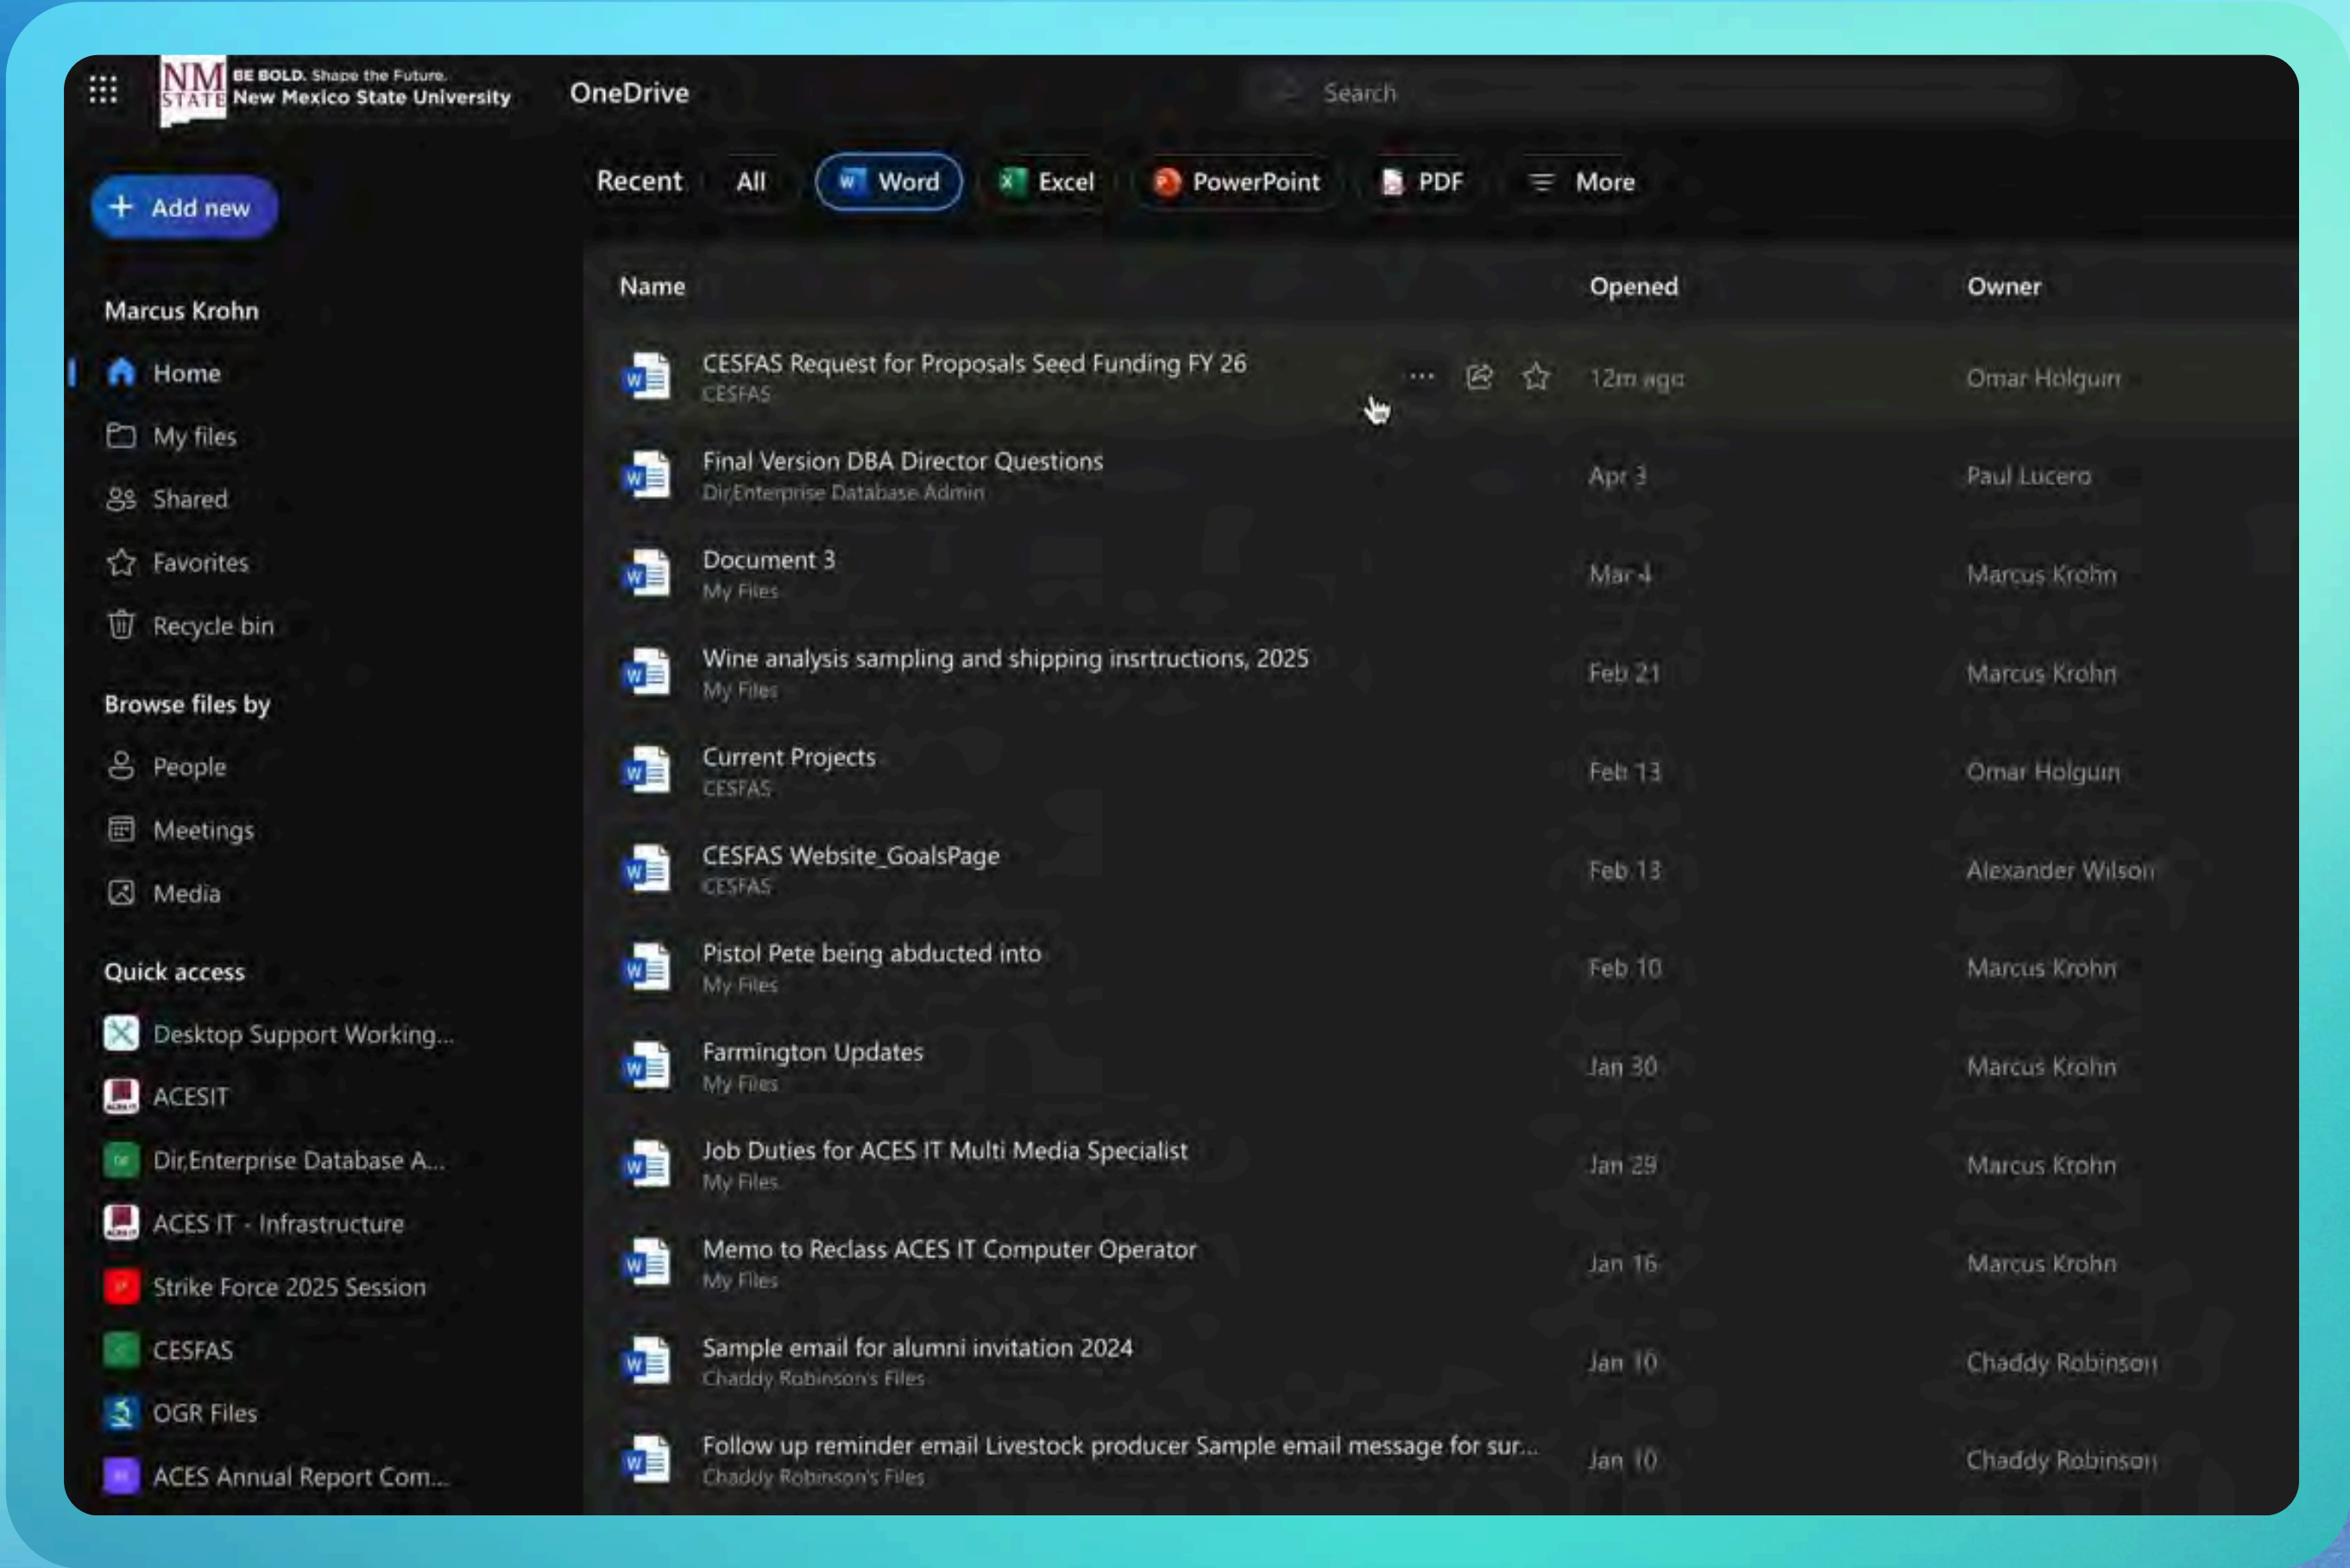 NM
STATE
BE BOLD. Shape the Future.
New Mexico State University
OneDrive
Search
Add new
Recent
All
Word
Excel
PowerPoint
PDF
More
Marcus Krohn
Home
My files
Shared
Favorites
Recycle bin
Browse files by
People
Meetings
Media
Quick access
Desktop Support Working...
ACESIT
Dir,Enterprise Database A...
ACES IT - Infrastructure
Strike Force 2025 Session
CESFAS
OGR Files
ACES Annual Report Com...
Name Opened Owner
CESFAS Request for Proposals Seed Funding FY 26
CESFAS
12m ago
Omar Holguin
Final Version DBA Director Questions
Dir,Enterprise Database Admin
Apr 3
Paul Lucero
Document 3
My Files
Mar 4
Marcus Krohn
Wine analysis sampling and shipping insrtructions, 2025
My Files
Feb 21
Marcus Krohn
Current Projects
CESFAS
Feb 13
Omar Holguin
CESFAS Website_GoalsPage
CESFAS
Feb 13
Alexander Wilson
Pistol Pete being abducted into
My Files
Feb 10
Marcus Krohn
Farmington Updates
My Files
Jan 30
Marcus Krohn
Job Duties for ACES IT Multi Media Specialist
My Files
Jan 29
Marcus Krohn
Memo to Reclass ACES IT Computer Operator
My Files
Jan 16
Marcus Krohn
Sample email for alumni invitation 2024
Chaddy Robinson's Files
Jan 10
Chaddy Robinson
Follow up reminder email Livestock producer Sample email message for sur...
Chaddy Robinson's Files
Jan 10
Chaddy Robinson